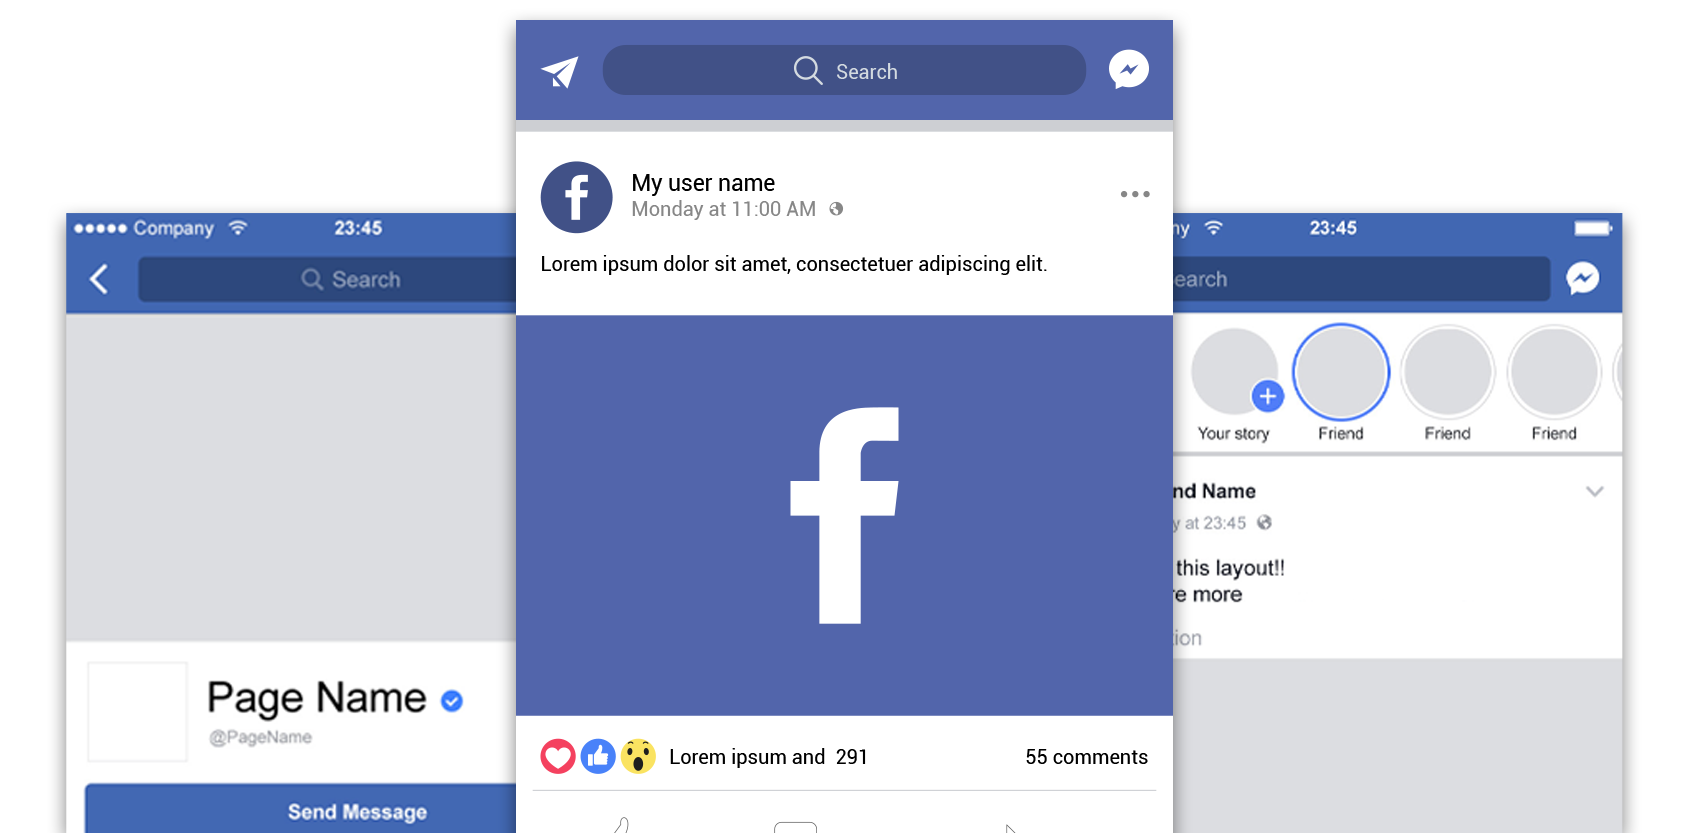 Search
My user name
Monday at 11:00 AM
Lorem ipsum dolor sit amet, consectetuer adipiscing elit.
f
Lorem ipsum and 291
55 comments
Company
23:45
Search
Page Name
@PageName
Send Message
23:45
earch
Your story
Friend
Friend
Friend
nd Name
y at 23:45
this layout!!
re more
tion